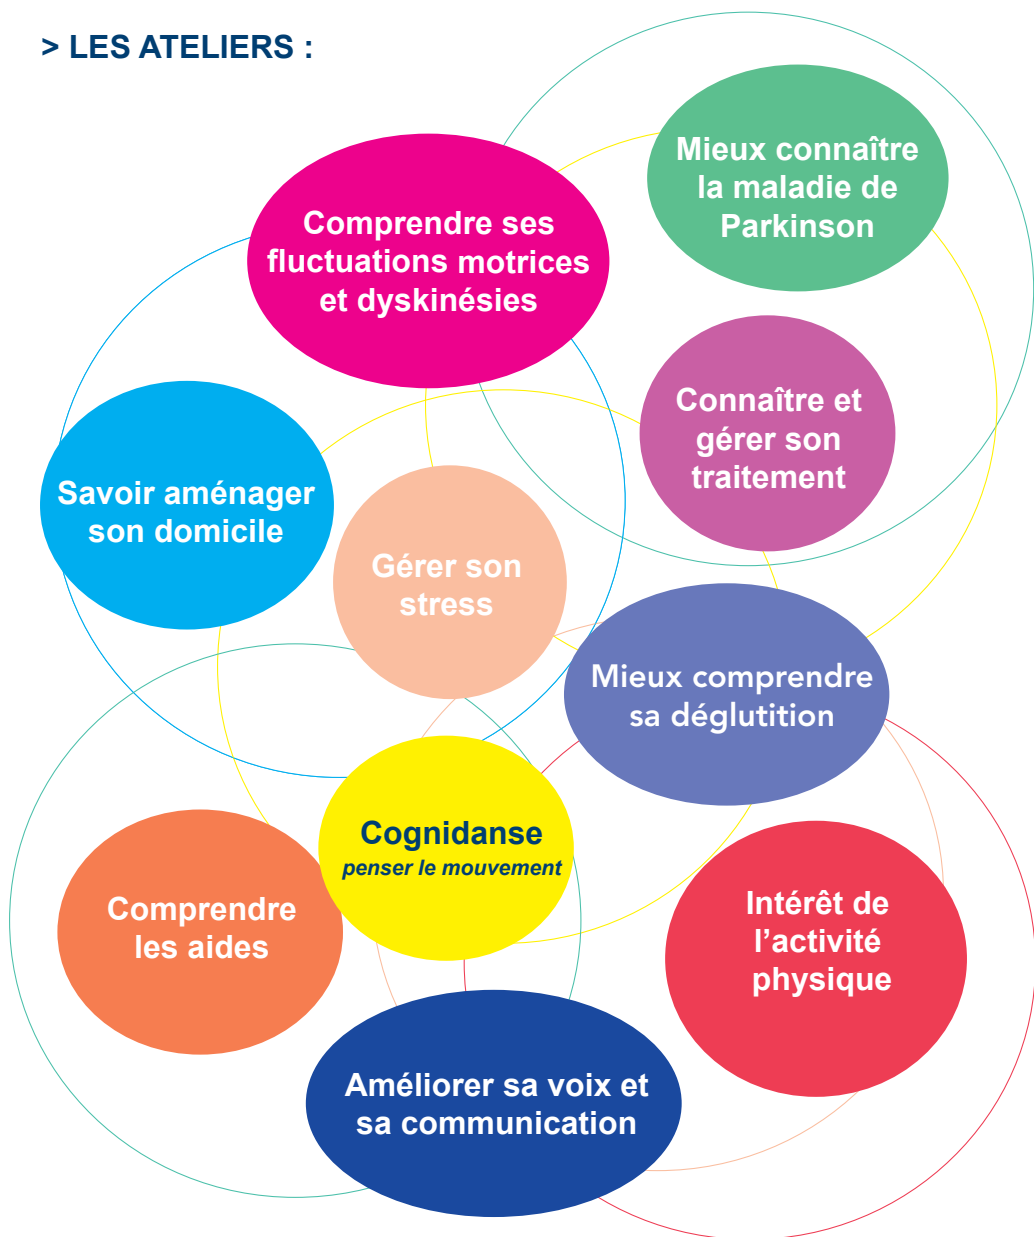 > LES ATELIERS :
Mieux connaître
la maladie de
Parkinson
Comprendre ses
fluctuations motrices
et dyskinésies
Connaître et
gérer son
traitement
Savoir aménager
son domicile
Gérer son
stress
Mieux comprendre
sa déglutition
Cognidanse
penser le mouvement
Comprendre
les aides
Intérêt de
l’activité
physique
Améliorer sa voix et
sa communication